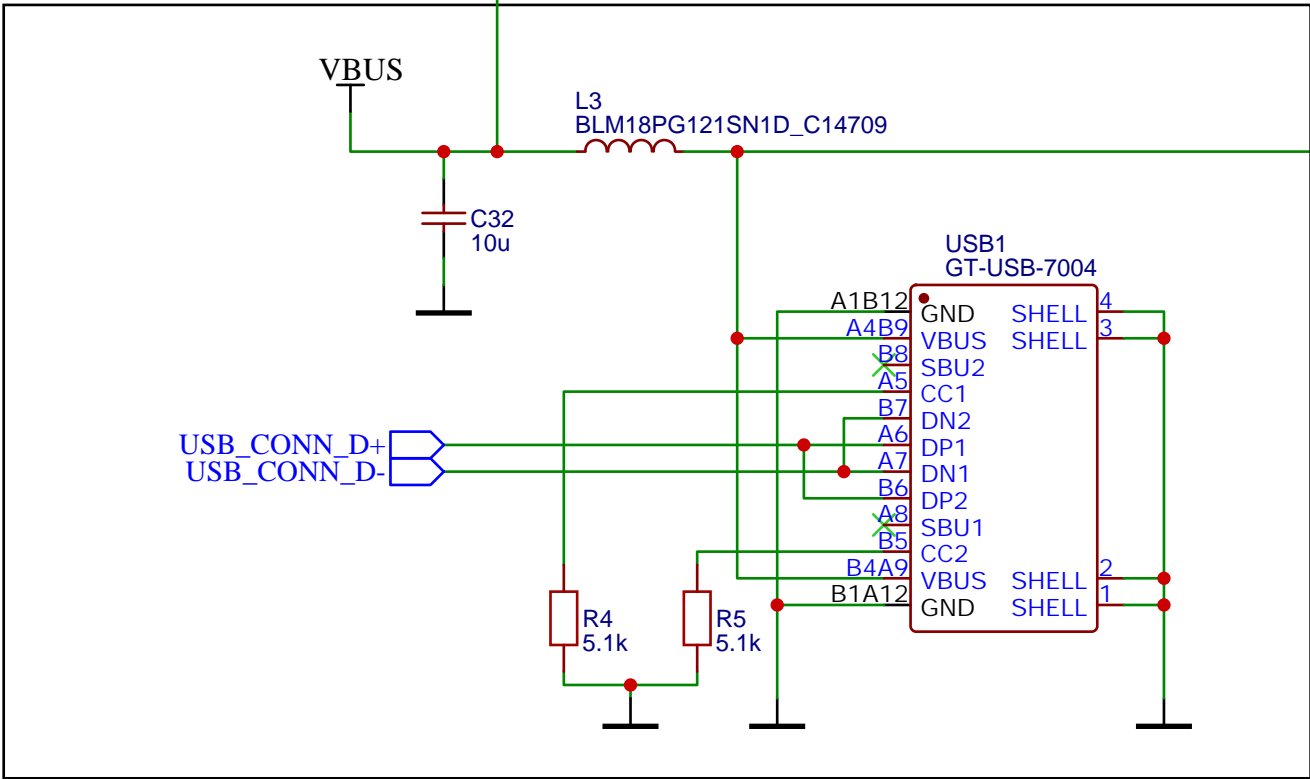 VBUS
L3
BLM18PG121SN1D_C14709
C32
10u
USB1
GT-USB-7004
A1B12 GND SHELL 4
A4B9 VBUS SHELL 3
B8 SBU2
A5 CC1
B7 DN2
USB_CONN_D+ A6 DP1
USB_CONN_D- A7 DN1
B6 DP2
A8 SBU1
B5 CC2
B4A9 VBUS SHELL 2
B1A12 GND SHELL 1
R4
5.1k
R5
5.1k